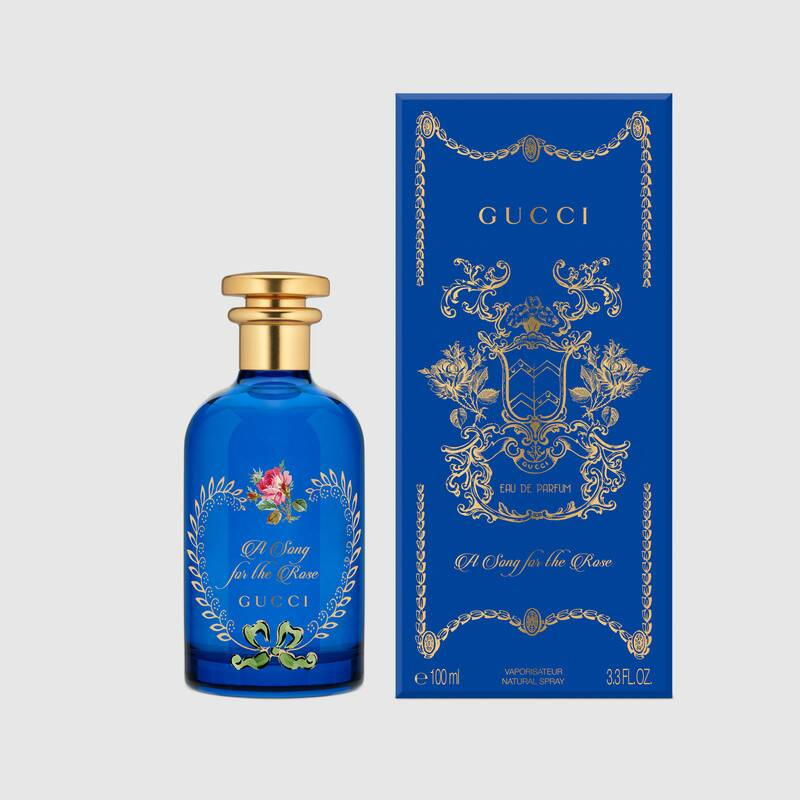 A Song
for the Rose
GUCCI
GUCCI
GUCCI
EAU DE PARFUM
A Song for the Rose
℮ 100 ml
VAPORISATEUR
NATURAL SPRAY
3.3 FL.OZ.